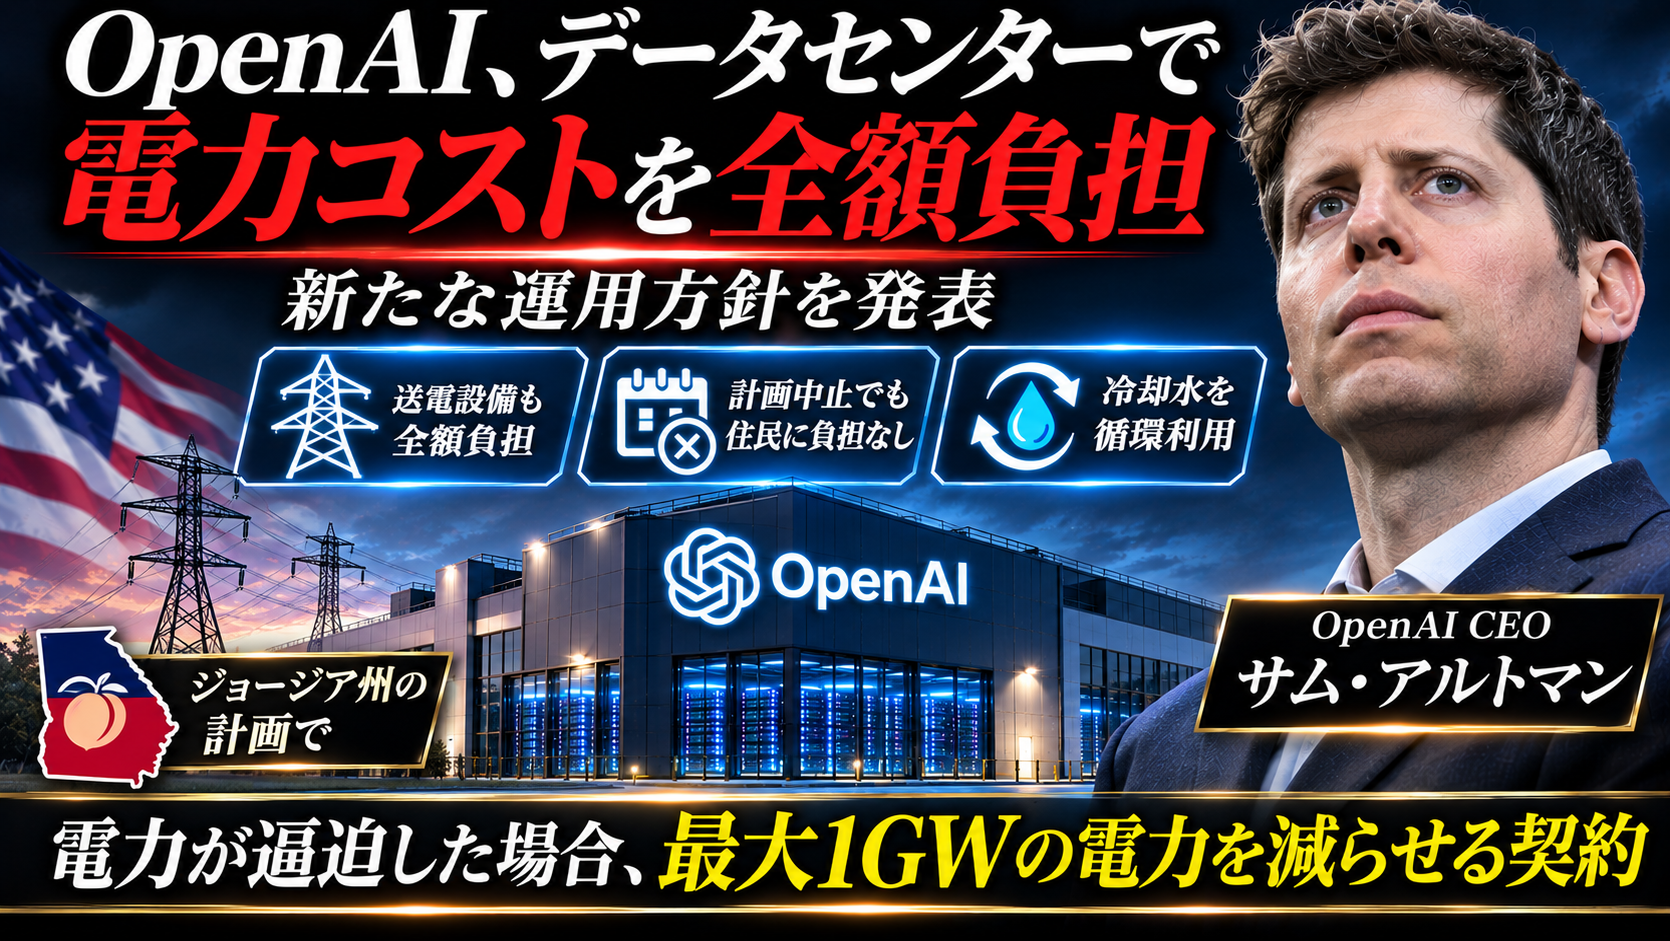 OpenAI、データセンターで
電力コストを全額負担
新たな運用方針を発表
送電設備も
全額負担
計画中止でも
住民に負担なし
冷却水を
循環利用
OpenAI
OpenAI CEO
サム・アルトマン
ジョージア州の
計画で
電力が逼迫した場合、最大1GWの電力を減らせる契約